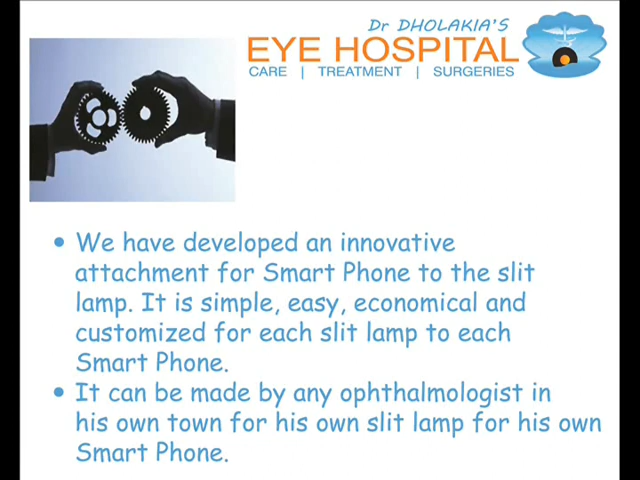 Dr DHOLAKIA'S
EYE HOSPITAL
CARE | TREATMENT | SURGERIES
• We have developed an innovative
attachment for Smart Phone to the slit
lamp. It is simple, easy, economical and
customized for each slit lamp to each
Smart Phone.
• It can be made by any ophthalmologist in
his own town for his own slit lamp for his own
Smart Phone.